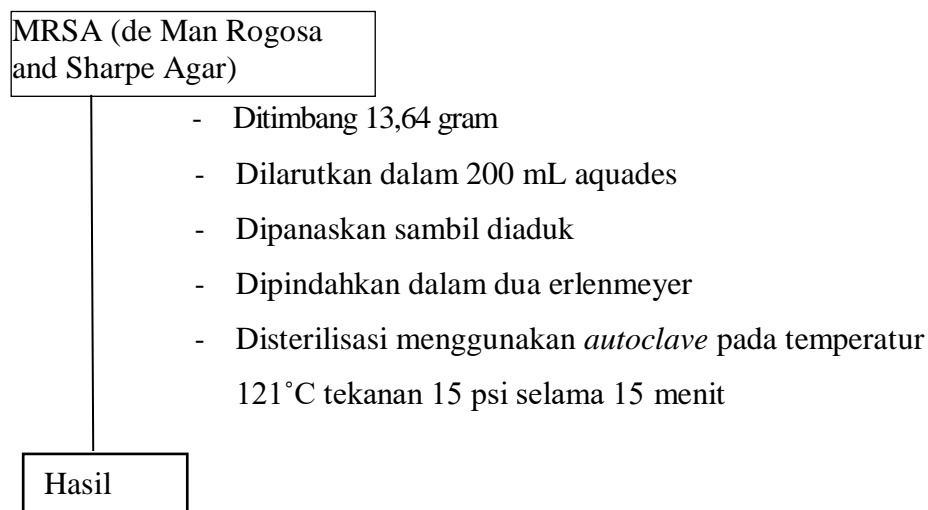 MRSA (de Man Rogosa
and Sharpe Agar)
- Ditimbang 13,64 gram
- Dilarutkan dalam 200 mL aquades
- Dipanaskan sambil diaduk
- Dipindahkan dalam dua erlenmeyer
- Disterilisasi menggunakan autoclave pada temperatur
121˚C tekanan 15 psi selama 15 menit
Hasil